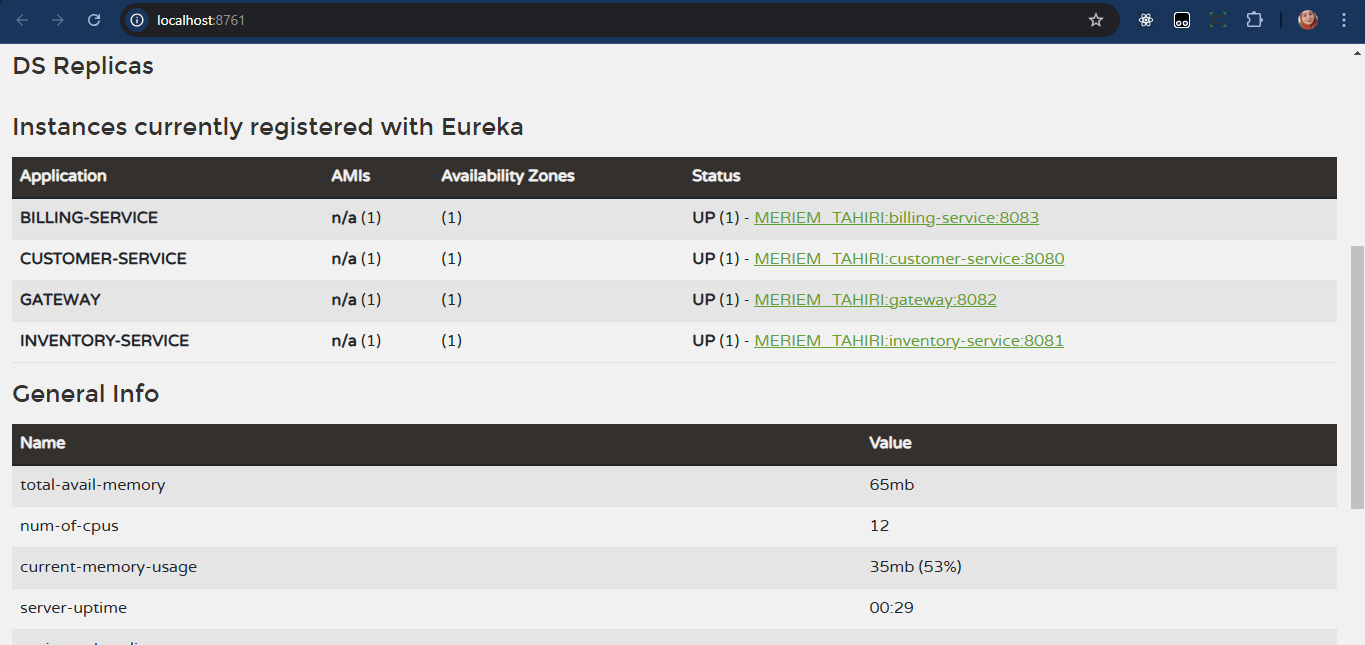 localhost:8761
DS Replicas
Instances currently registered with Eureka
Application AMIs Availability Zones Status
BILLING-SERVICE n/a (1) (1) UP (1) - MERIEM_TAHIRI:billing-service:8083
CUSTOMER-SERVICE n/a (1) (1) UP (1) - MERIEM_TAHIRI:customer-service:8080
GATEWAY n/a (1) (1) UP (1) - MERIEM_TAHIRI:gateway:8082
INVENTORY-SERVICE n/a (1) (1) UP (1) - MERIEM_TAHIRI:inventory-service:8081
General Info
Name Value
total-avail-memory 65mb
num-of-cpus 12
current-memory-usage 35mb (53%)
server-uptime 00:29